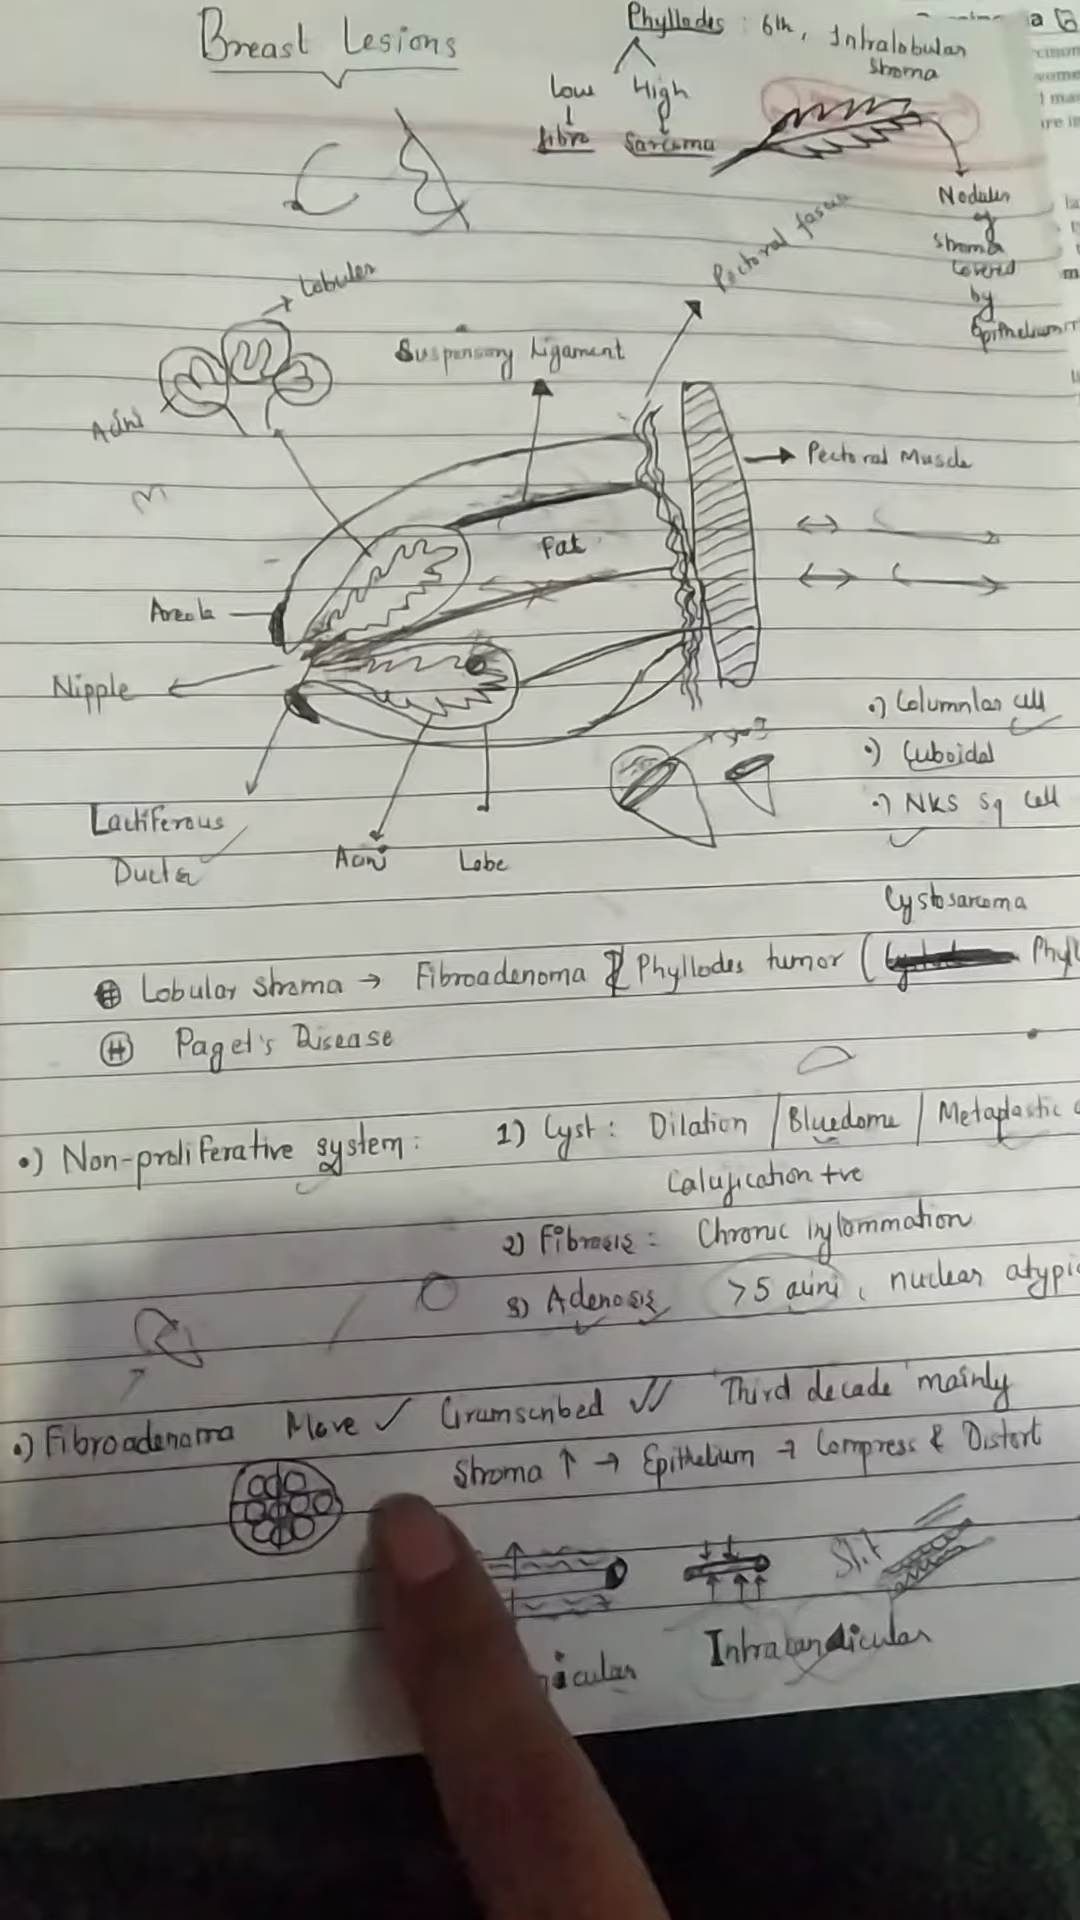 Breast Lesions
Phyllodes : 6th, Intralobular
stroma
Low High
fibro Sarcoma
Nodules
of
stroma
covered
by
Epithelium
Pectoral fascia
Lobules
Suspensory Ligament
Acini
Pectoral Muscle
Fat
Areola
Nipple
Columnlar cell
Cuboidal
NKS Sq Cell
Lactiferous
Ducts
Acini Lobe
Cystosarcoma
Lobular stroma → Fibroadenoma & Phyllodes tumor ( Phyll
Paget's Disease
•) Non-proliferative system : 1) Cyst : Dilation / Bluedome / Metaplastic
Calcification +ve
2) Fibrosis : Chronic inflammation
3) Adenosis >5 acini, nuclear atypia
•) Fibroadenoma Move ✓ Circumscribed ✓✓ Third decade mainly
Stroma ↑ → Epithelium → Compress & Distort
Slit
nicular Intracanalicular